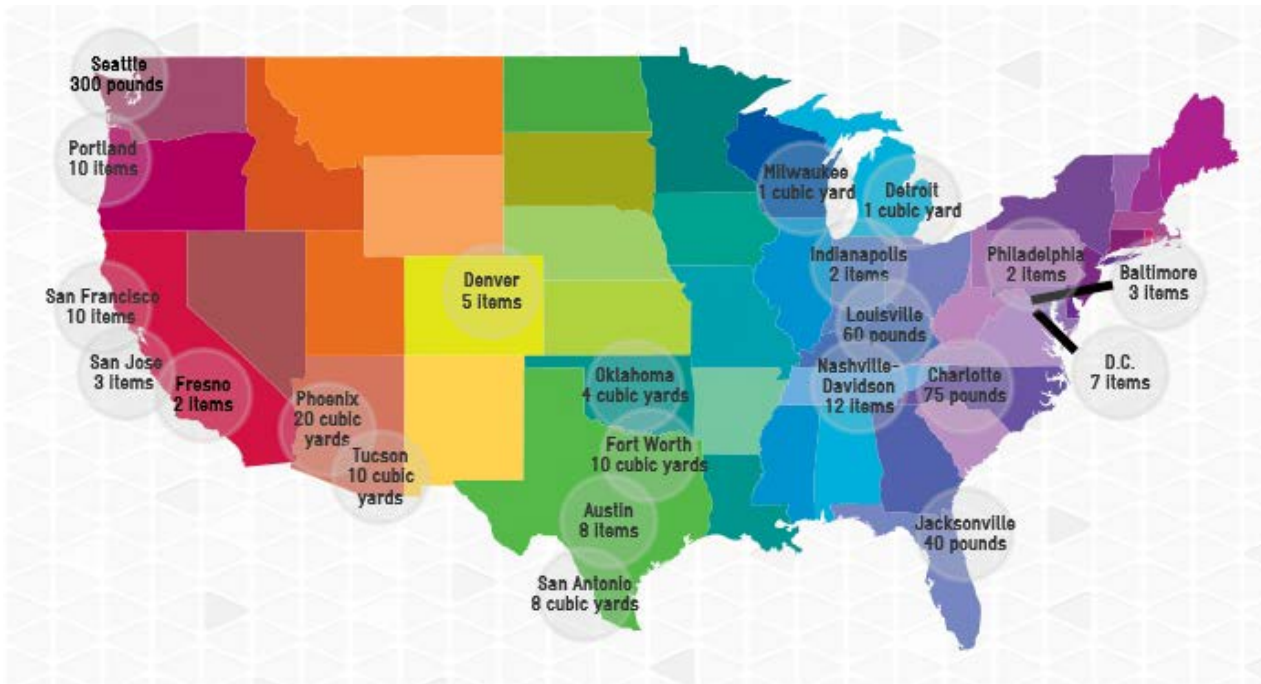 Seattle
300 pounds
Portland
10 items
San Francisco
10 items
San Jose
3 items
Fresno
2 items
Phoenix
20 cubic
yards
Tucson
10 cubic
yards
Denver
5 items
Oklahoma
4 cubic yards
Fort Worth
10 cubic yards
Austin
8 items
San Antonio
8 cubic yards
Milwaukee
1 cubic yard
Detroit
1 cubic yard
Indianapolis
2 items
Louisville
60 pounds
Nashville-
Davidson
12 items
Charlotte
75 pounds
Philadelphia
2 items
Baltimore
3 items
D.C.
7 items
Jacksonville
40 pounds